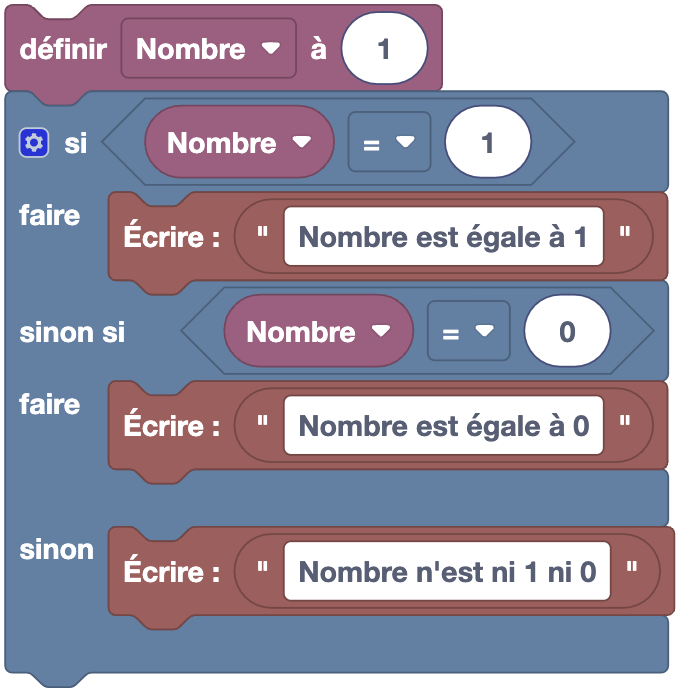 définir Nombre à 1
si Nombre = 1
faire Écrire : " Nombre est égale à 1 "
sinon si Nombre = 0
faire Écrire : " Nombre est égale à 0 "
sinon Écrire : " Nombre n'est ni 1 ni 0 "